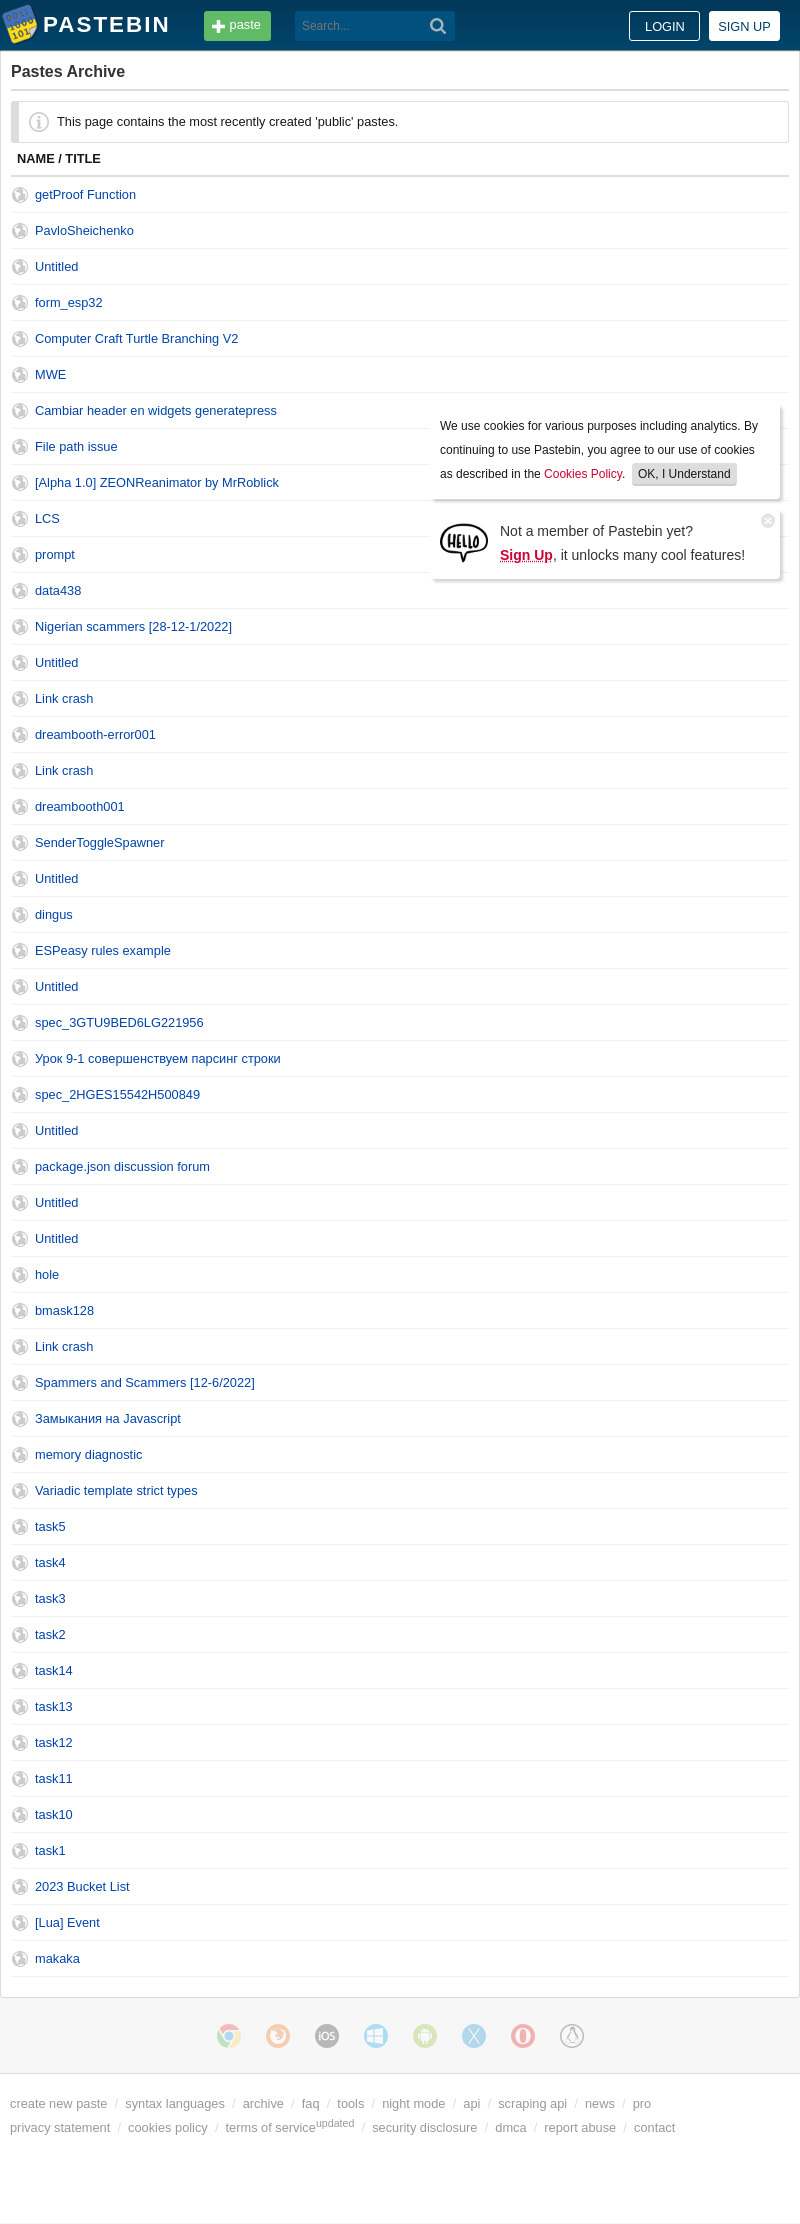 PASTEBIN
paste
Search...
LOGIN
SIGN UP
Pastes Archive
This page contains the most recently created 'public' pastes.
NAME / TITLE
getProof Function
PavloSheichenko
Untitled
form_esp32
Computer Craft Turtle Branching V2
MWE
Cambiar header en widgets generatepress
File path issue
[Alpha 1.0] ZEONReanimator by MrRoblick
LCS
prompt
data438
Nigerian scammers [28-12-1/2022]
Untitled
Link crash
dreambooth-error001
Link crash
dreambooth001
SenderToggleSpawner
Untitled
dingus
ESPeasy rules example
Untitled
spec_3GTU9BED6LG221956
Урок 9-1 совершенствуем парсинг строки
spec_2HGES15542H500849
Untitled
package.json discussion forum
Untitled
Untitled
hole
bmask128
Link crash
Spammers and Scammers [12-6/2022]
Замыкания на Javascript
memory diagnostic
Variadic template strict types
task5
task4
task3
task2
task14
task13
task12
task11
task10
task1
2023 Bucket List
[Lua] Event
makaka
We use cookies for various purposes including analytics. By
continuing to use Pastebin, you agree to our use of cookies
as described in the Cookies Policy. OK, I Understand
HELLO
Not a member of Pastebin yet?
Sign Up, it unlocks many cool features!
iOS
create new paste / syntax languages / archive / faq / tools / night mode / api / scraping api / news / pro
privacy statement / cookies policy / terms of service updated / security disclosure / dmca / report abuse / contact